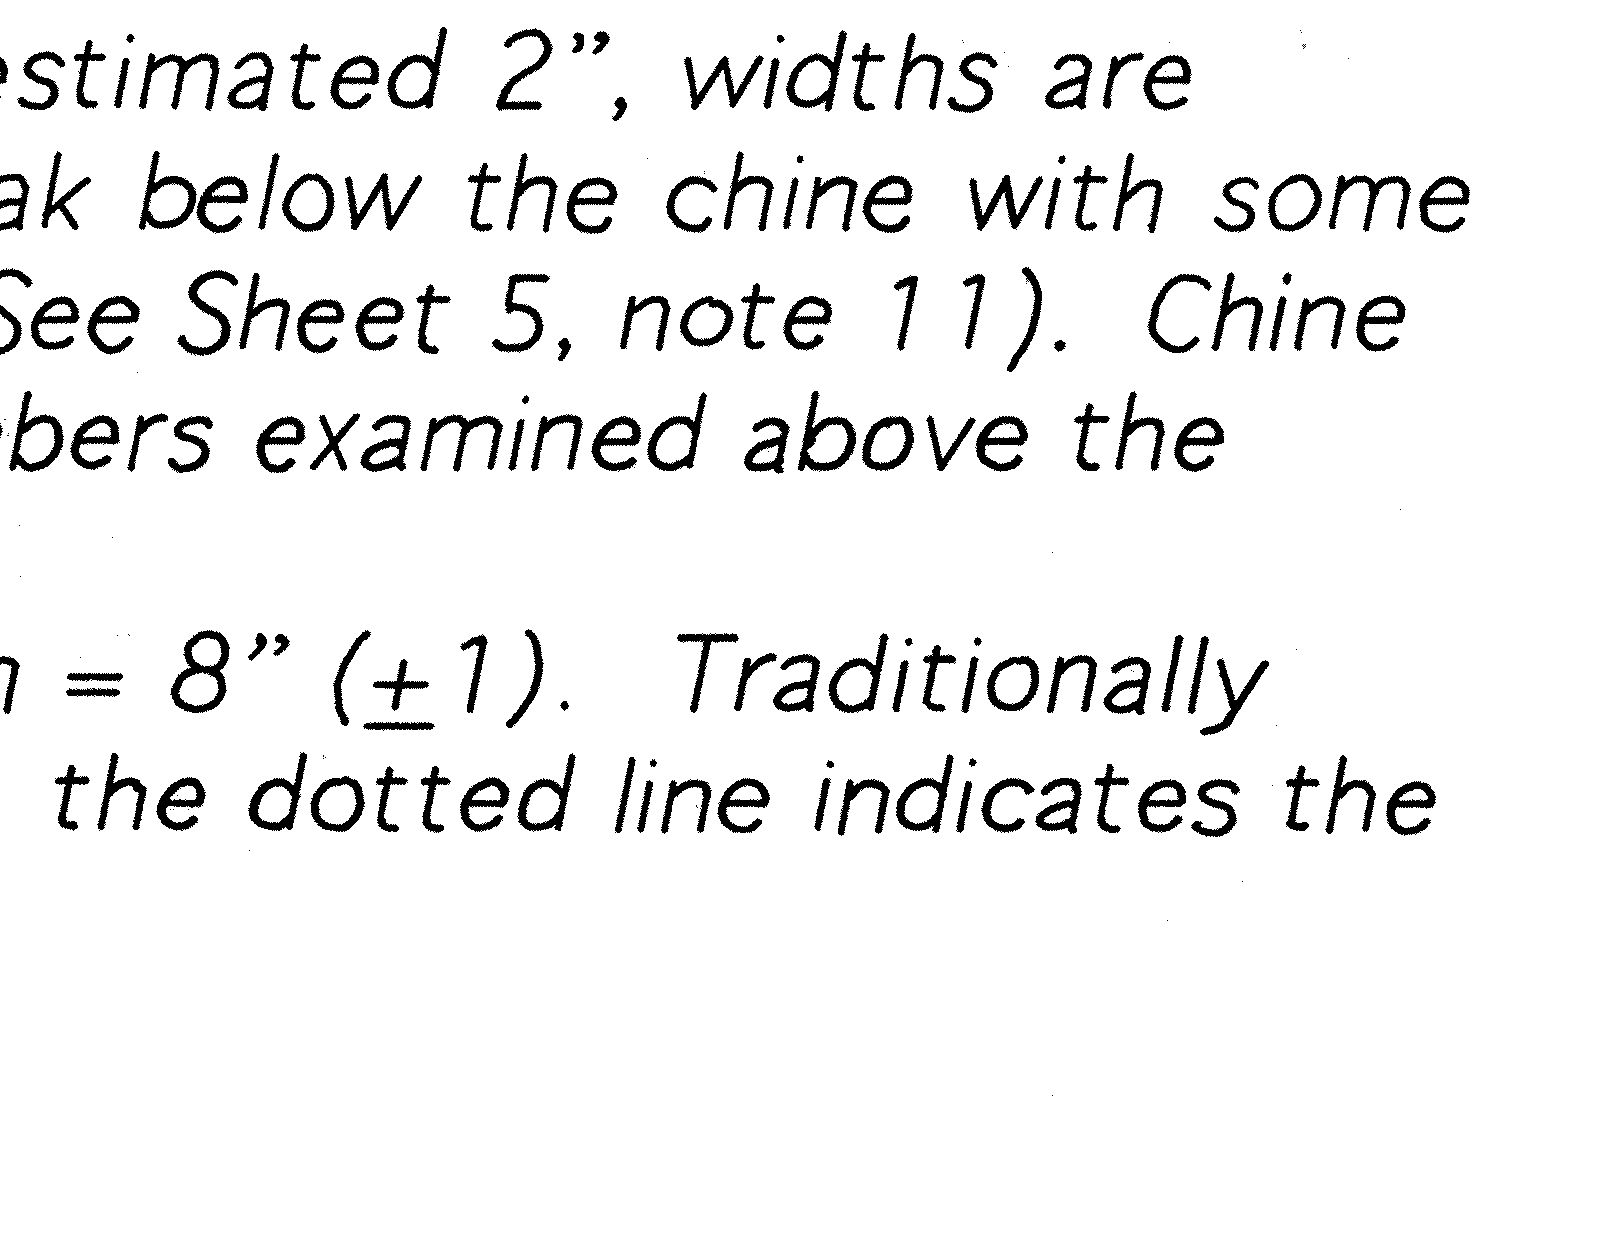 estimated 2”, widths are
ak below the chine with some
See Sheet 5, note 11). Chine
bers examined above the
= 8” (±1). Traditionally
the dotted line indicates the